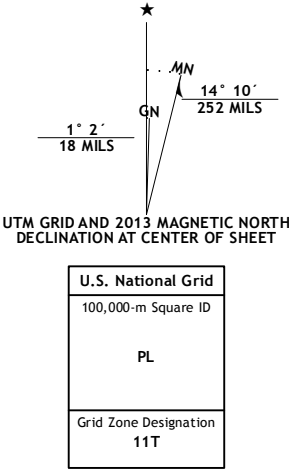 ★
MN
GN
14° 10´
252 MILS
1° 2´
18 MILS
UTM GRID AND 2013 MAGNETIC NORTH
DECLINATION AT CENTER OF SHEET
U.S. National Grid
100,000-m Square ID
PL
Grid Zone Designation
11T